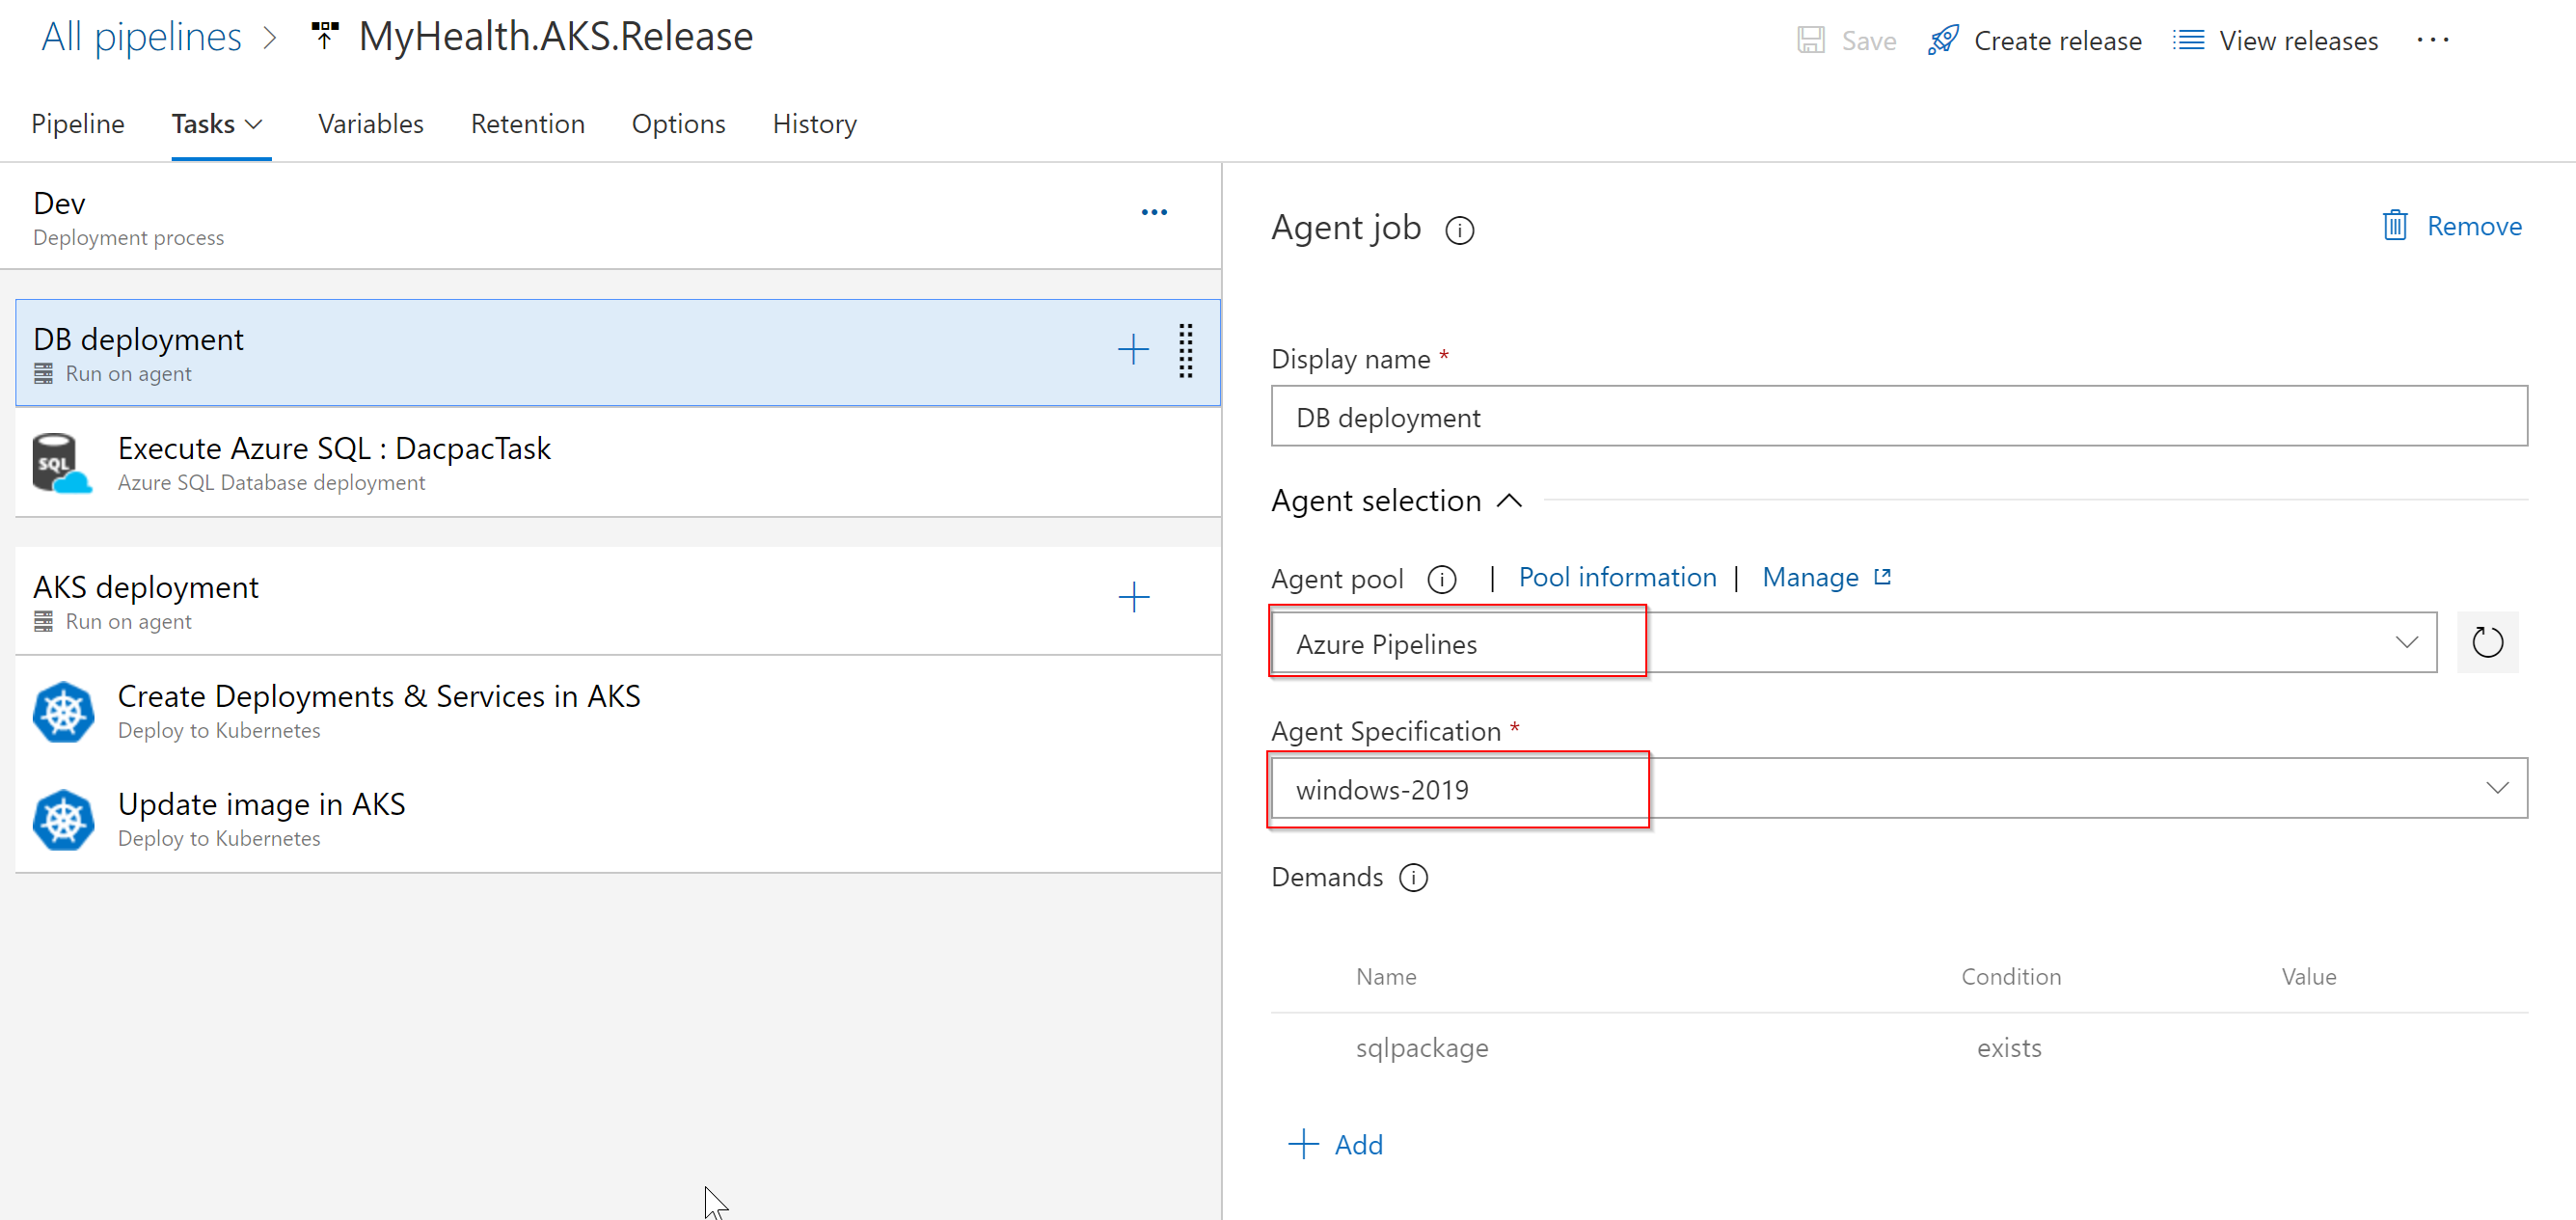 All pipelines > MyHealth.AKS.Release
Save Create release View releases ...
Pipeline Tasks Variables Retention Options History
Dev
Deployment process
DB deployment
Run on agent
SQL
Execute Azure SQL : DacpacTask
Azure SQL Database deployment
AKS deployment
Run on agent
Create Deployments & Services in AKS
Deploy to Kubernetes
Update image in AKS
Deploy to Kubernetes
Agent job
Remove
Display name *
DB deployment
Agent selection
Agent pool | Pool information | Manage
Azure Pipelines
Agent Specification *
windows-2019
Demands
Name Condition Value
sqlpackage exists
+ Add